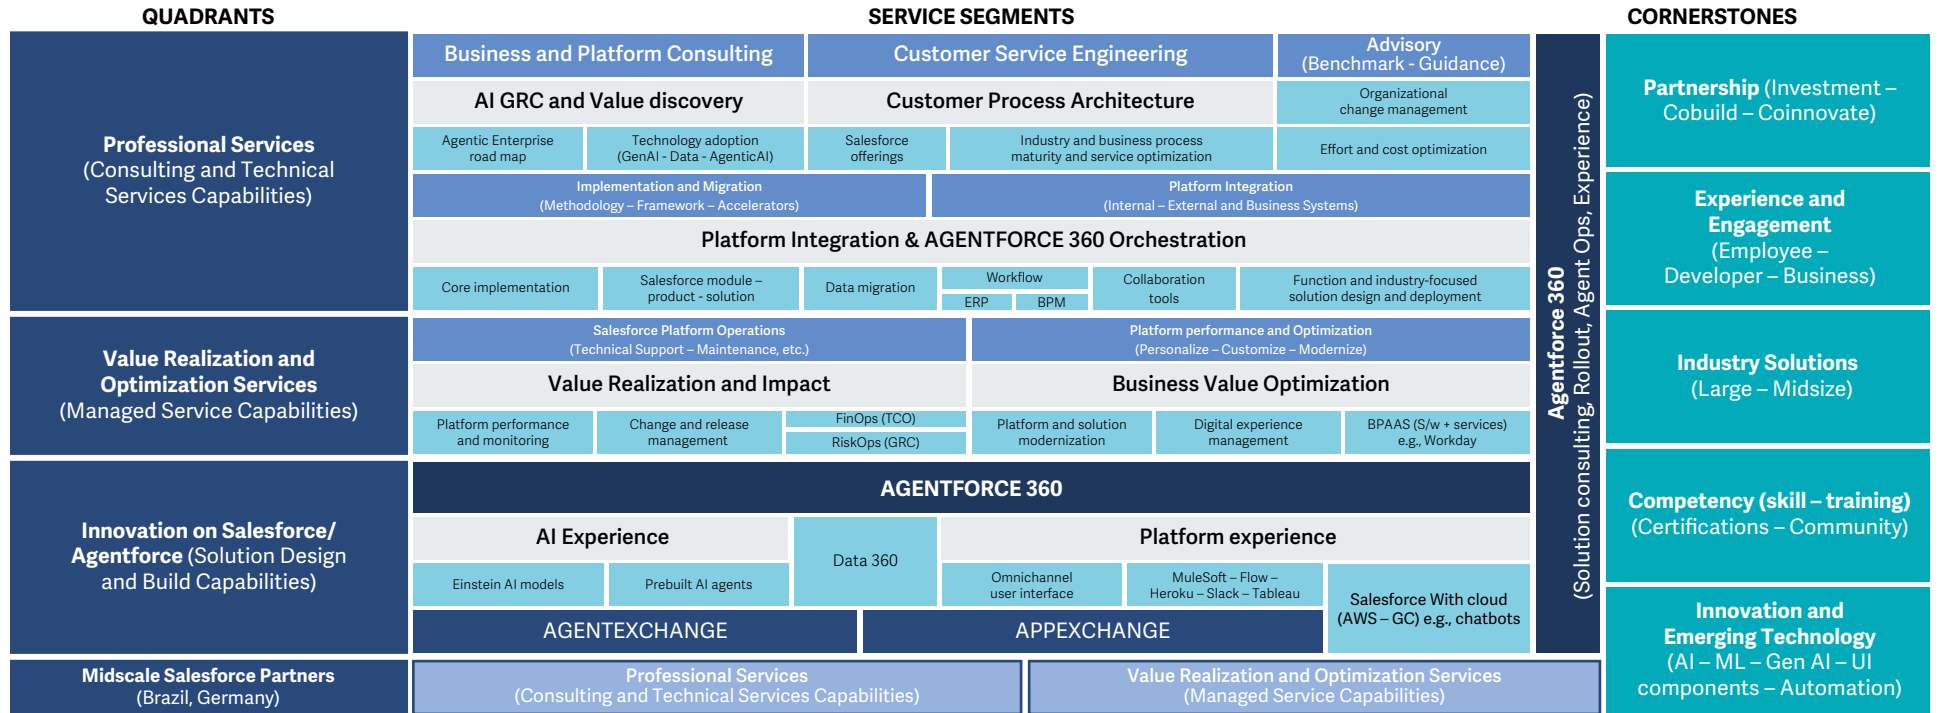 QUADRANTS
SERVICE SEGMENTS
CORNERSTONES
Professional Services
(Consulting and Technical
Services Capabilities)
Business and Platform Consulting
Customer Service Engineering
Advisory
(Benchmark - Guidance)
AI GRC and Value discovery
Customer Process Architecture
Organizational
change management
Agentic Enterprise
road map
Technology adoption
(GenAI - Data - AgenticAI)
Salesforce
offerings
Industry and business process
maturity and service optimization
Effort and cost optimization
Implementation and Migration
(Methodology – Framework – Accelerators)
Platform Integration
(Internal – External and Business Systems)
Platform Integration & AGENTFORCE 360 Orchestration
Core implementation
Salesforce module –
product - solution
Data migration
Workflow
ERP
BPM
Collaboration
tools
Function and industry-focused
solution design and deployment
Value Realization and
Optimization Services
(Managed Service Capabilities)
Salesforce Platform Operations
(Technical Support – Maintenance, etc.)
Platform performance and Optimization
(Personalize – Customize – Modernize)
Value Realization and Impact
Business Value Optimization
Platform performance
and monitoring
Change and release
management
FinOps (TCO)
RiskOps (GRC)
Platform and solution
modernization
Digital experience
management
BPAAS (S/w + services)
e.g., Workday
Innovation on Salesforce/
Agentforce (Solution Design
and Build Capabilities)
AGENTFORCE 360
AI Experience
Data 360
Platform experience
Einstein AI models
Prebuilt AI agents
Omnichannel
user interface
MuleSoft – Flow –
Heroku – Slack – Tableau
Salesforce With cloud
(AWS – GC) e.g., chatbots
AGENTEXCHANGE
APPEXCHANGE
Midscale Salesforce Partners
(Brazil, Germany)
Professional Services
(Consulting and Technical Services Capabilities)
Value Realization and Optimization Services
(Managed Service Capabilities)
Agentforce 360
(Solution consulting, Rollout, Agent Ops, Experience)
Partnership (Investment –
Cobuild – Coinnovate)
Experience and
Engagement
(Employee –
Developer – Business)
Industry Solutions
(Large – Midsize)
Competency (skill – training)
(Certifications – Community)
Innovation and
Emerging Technology
(AI – ML – Gen AI – UI
components – Automation)